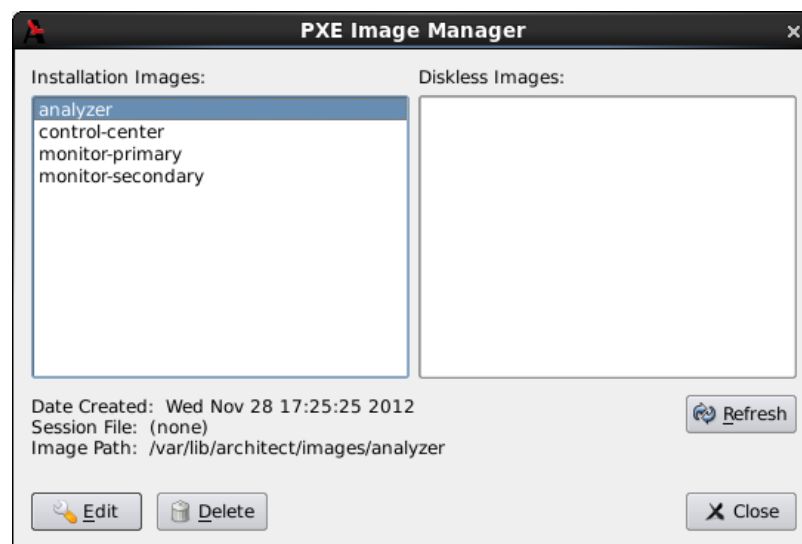 PXE Image Manager
Installation Images:
analyzer
control-center
monitor-primary
monitor-secondary
Diskless Images:
Date Created: Wed Nov 28 17:25:25 2012
Session File: (none)
Image Path: /var/lib/architect/images/analyzer
Refresh
Edit
Delete
Close